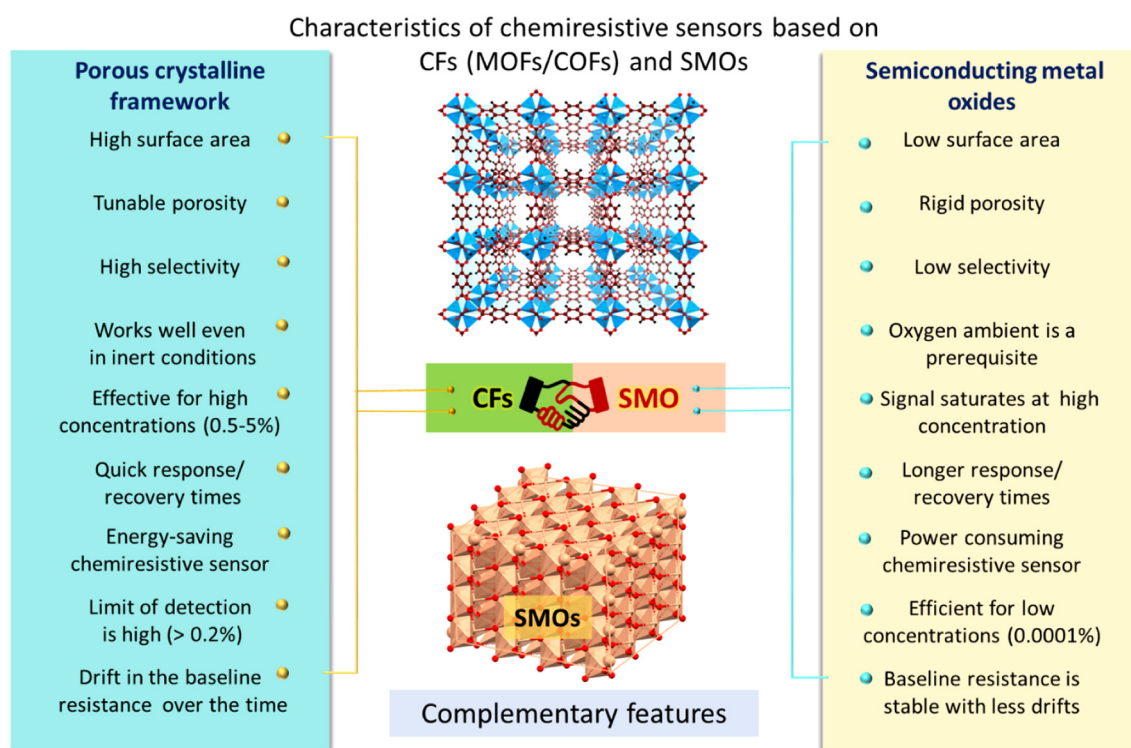 Characteristics of chemiresistive sensors based on
CFs (MOFs/COFs) and SMOs
Porous crystalline
framework
High surface area
Tunable porosity
High selectivity
Works well even
in inert conditions
Effective for high
concentrations (0.5-5%)
Quick response/
recovery times
Energy-saving
chemiresistive sensor
Limit of detection
is high (> 0.2%)
Drift in the baseline
resistance over the time
CFs
SMO
SMOs
Complementary features
Semiconducting metal
oxides
Low surface area
Rigid porosity
Low selectivity
Oxygen ambient is a
prerequisite
Signal saturates at high
concentration
Longer response/
recovery times
Power consuming
chemiresistive sensor
Efficient for low
concentrations (0.0001%)
Baseline resistance is
stable with less drifts